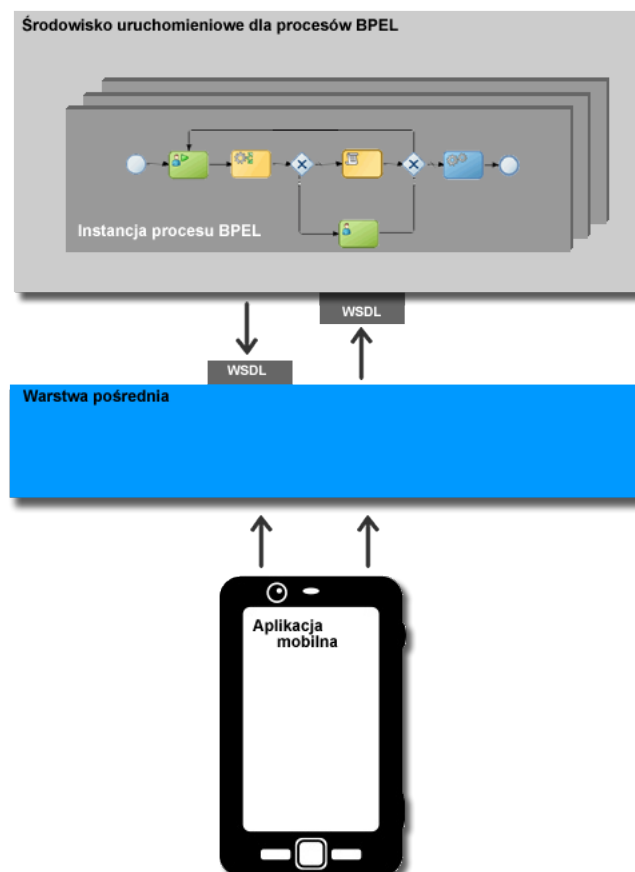 Środowisko uruchomieniowe dla procesów BPEL
Instancja procesu BPEL
WSDL
WSDL
Warstwa pośrednia
Aplikacja
mobilna